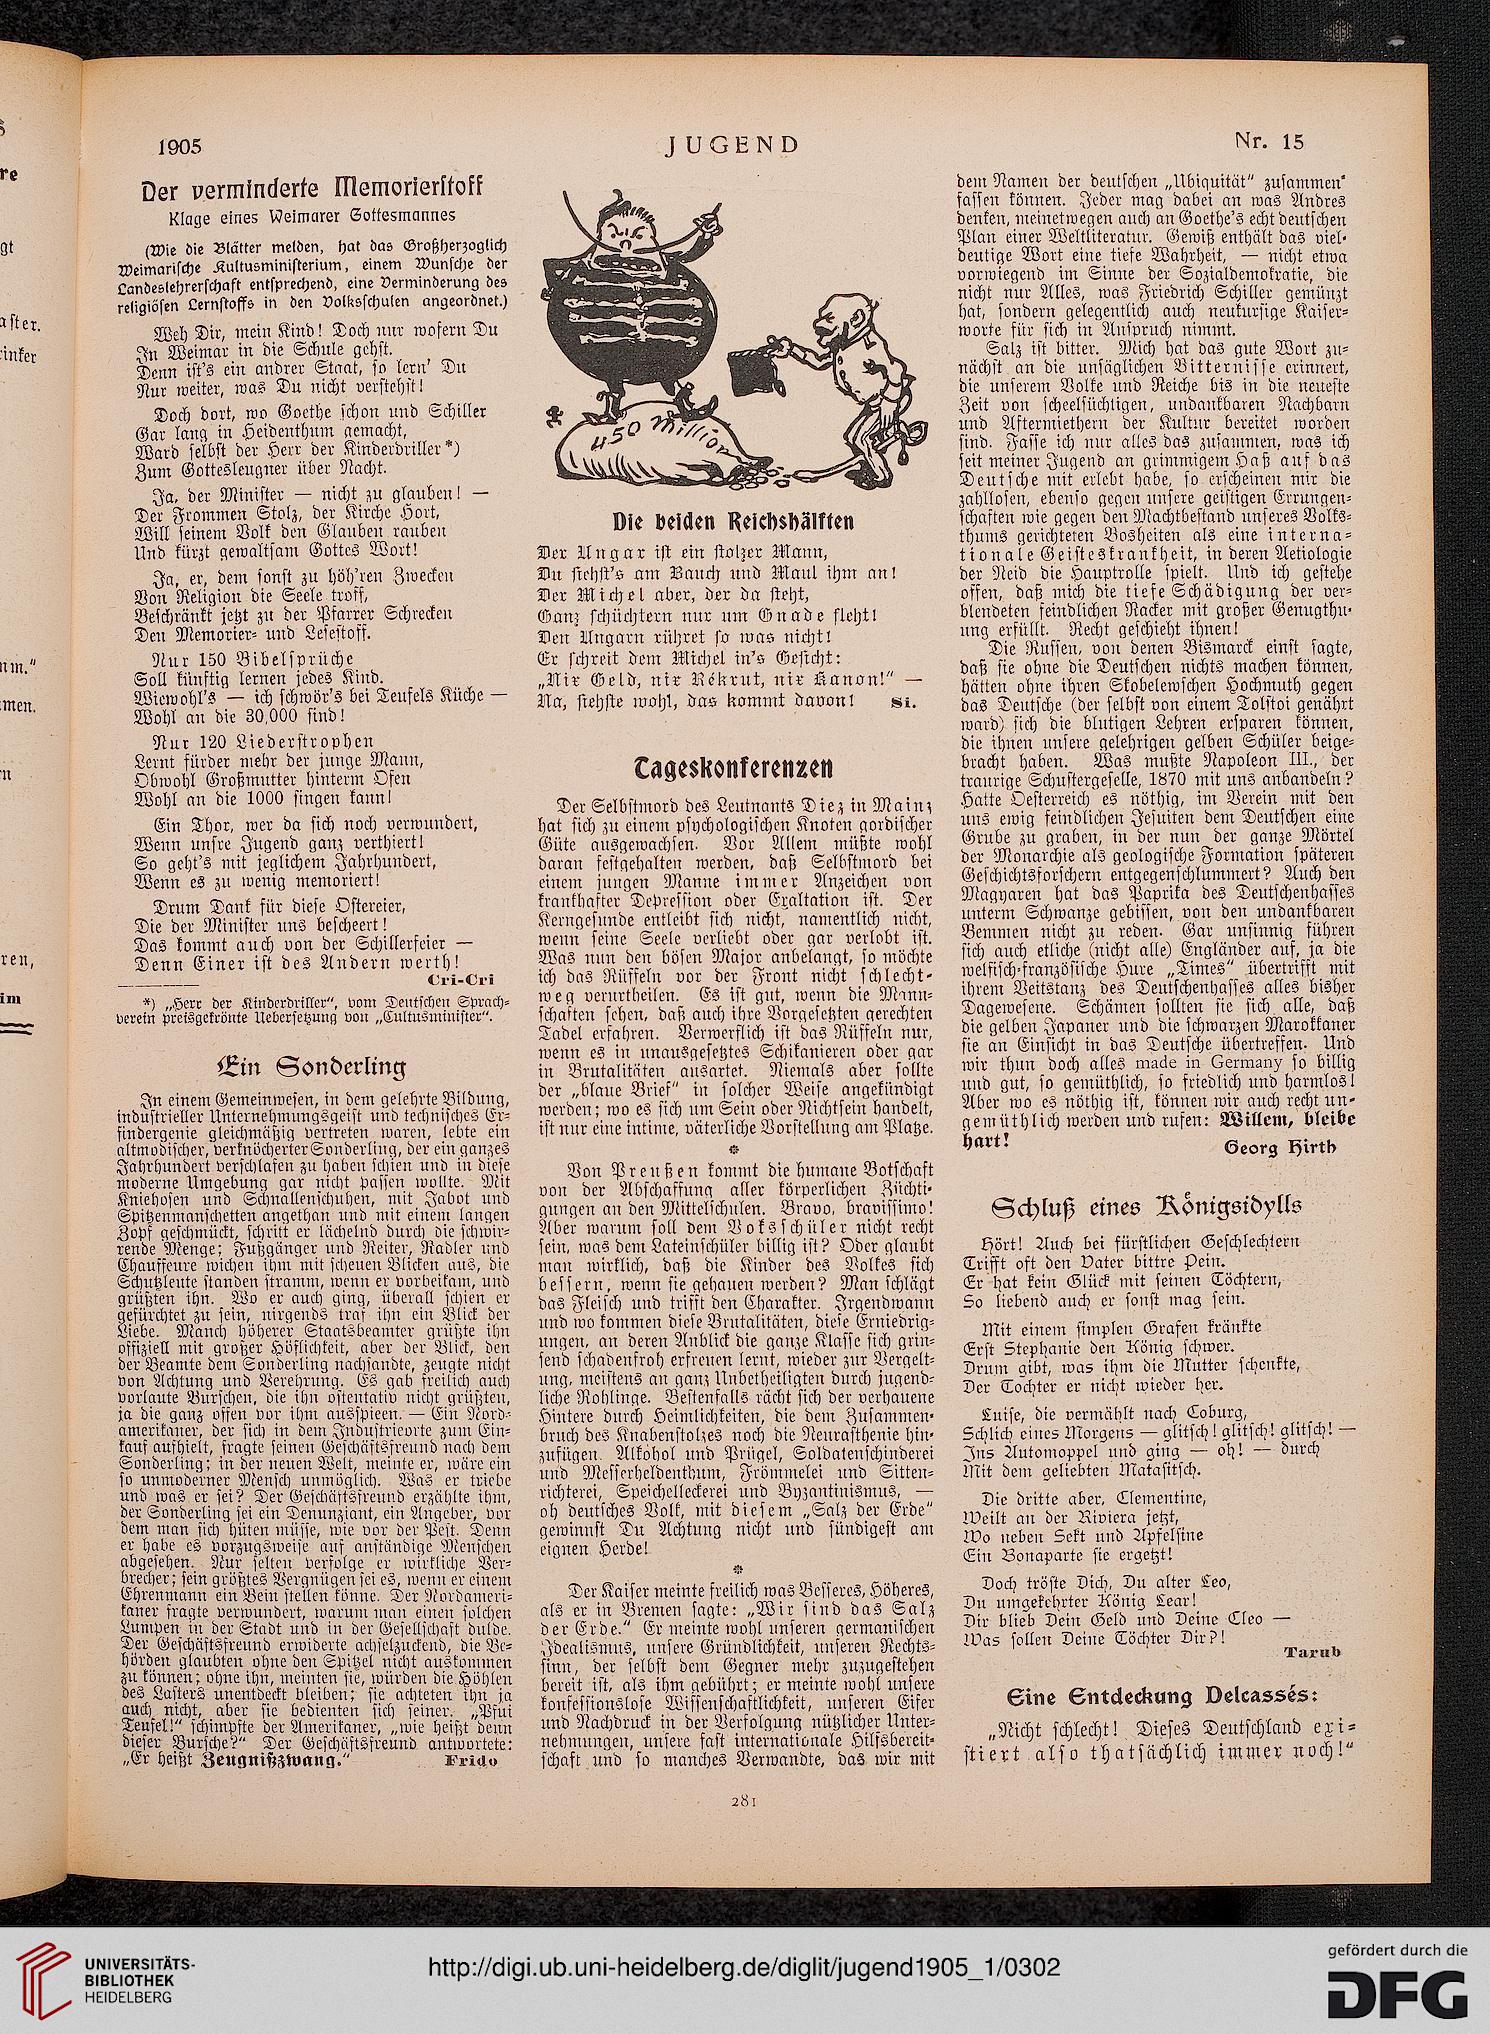 1905
JUGEND
Nr. 15
Der verminderte Memorierstoff
Klage eines Weimarer Gottesmannes
(Wie die Blätter melden, hat das Großherzoglich
Weimarische Kultusministerium, einem Wunsche der
Landeslehrerschaft entsprechend, eine Verminderung des
religiösen Lernstoffs in den Volksschulen angeordnet.)
Weh Dir, mein Kind! Doch nur wofern Du
In Weimar in die Schule gehst.
Denn ist's ein andrer Staat, so lern' Du
Nur weiter, was Du nicht verstehst!
Doch dort, wo Goethe schon und Schiller
Gar lang in Heidenthum gemacht,
Ward selbst der Herr der Kinderdriller*)
Zum Gottesleugner über Nacht.
Ja, der Minister — nicht zu glauben! —
Der Frommen Stolz, der Kirche Hort,
Will seinem Volk den Glauben rauben
Und kürzt gewaltsam Gottes Wort!
Ja, er, dem sonst zu höh'ren Zwecken
Von Religion die Seele troff,
Beschränkt jetzt zu der Pfarrer Schrecken
Den Memorier- und Lesestoff.
Nur 150 Bibelsprüche
Soll künftig lernen jedes Kind.
Wiewohl's — ich schwör's bei Teufels Küche —
Wohl an die 30,000 sind!
Nur 120 Liederstrophen
Lernt fürder mehr der junge Mann,
Obwohl Großmutter hinterm Ofen
Wohl an die 1000 singen kann!
Ein Thor, wer da sich noch verwundert,
Wenn unsre Jugend ganz verthiert!
So geht's mit jeglichem Jahrhundert,
Wenn es zu wenig memoriert!
Drum Dank für diese Ostereier,
Die der Minister uns bescheert!
Das kommt auch von der Schillerfeier —
Denn Einer ist des Andern werth!
Cri-Cri
*) „Herr der Kinderdriller“, vom Deutschen Sprach-
verein preisgekrönte Uebersetzung von „Cultusminister“.
Ein Sonderling
In einem Gemeinwesen, in dem gelehrte Bildung,
industrieller Unternehmungsgeist und technisches Er-
findergenie gleichmäßig vertreten waren, lebte ein
altmodischer, verknöcherter Sonderling, der ein ganzes
Jahrhundert verschlafen zu haben schien und in diese
moderne Umgebung gar nicht passen wollte. Mit
Kniehosen und Schnallenschuhen, mit Jabot und
Spitzenmanschetten angethan und mit einem langen
Zopf geschmückt, schritt er lächelnd durch die schwir-
rende Menge; Fußgänger und Reiter, Radler und
Chauffeure wichen ihm mit scheuen Blicken aus, die
Schutzleute standen stramm, wenn er vorbeikam, und
grüßten ihn. Wo er auch ging, überall schien er
gefürchtet zu sein, nirgends traf ihn ein Blick der
Liebe. Manch höherer Staatsbeamter grüßte ihn
offiziell mit großer Höflichkeit, aber der Blick, den
der Beamte dem Sonderling nachsandte, zeugte nicht
von Achtung und Verehrung. Es gab freilich auch
vorlaute Burschen, die ihn ostentativ nicht grüßten,
ja die ganz offen vor ihm ausspieen. — Ein Nord-
amerikaner, der sich in dem Industrieorte zum Ein-
kauf aufhielt, fragte seinen Geschäftsfreund nach dem
Sonderling; in der neuen Welt, meinte er, wäre ein
so unmoderner Mensch unmöglich. Was er triebe
und was er sei? Der Geschäftsfreund erzählte ihm,
der Sonderling sei ein Denunziant, ein Angeber, vor
dem man sich hüten müsse, wie vor der Pest. Denn
er habe es vorzugsweise auf anständige Menschen
abgesehen. Nur selten verfolge er wirkliche Ver-
brecher; sein größtes Vergnügen sei es, wenn er einem
Ehrenmann ein Bein stellen könne. Der Nordameri-
kaner fragte verwundert, warum man einen solchen
Lumpen in der Stadt und in der Gesellschaft dulde.
Der Geschäftsfreund erwiderte achselzuckend, die Be-
hörden glaubten ohne den Spitzel nicht auskommen
zu können; ohne ihn, meinten sie, würden die Höhlen
des Lasters unentdeckt bleiben; sie achteten ihn ja
auch nicht, aber sie bedienten sich seiner. „Pfui
Teufel!“ schimpfte der Amerikaner, „wie heißt denn
dieser Bursche?“ Der Geschäftsfreund antwortete:
„Er heißt Zeugnißzwang.“
Frido
450 Million
Die beiden Reichshälften
Der Ungar ist ein stolzer Mann,
Du siehst's am Bauch und Maul ihm an!
Der Michel aber, der da steht,
Ganz schüchtern nur um Gnade fleht!
Den Ungarn rühret so was nicht!
Er schreit dem Michel in's Gesicht:
„Nix Geld, nix Rékrut, nix Kanon!“ —
Na, siehste wohl, das kommt davon!
Si.
Tageskonferenzen
Der Selbstmord des Leutnants Diez in Mainz
hat sich zu einem psychologischen Knoten gordischer
Güte ausgewachsen. Vor Allem müßte wohl
daran festgehalten werden, daß Selbstmord bei
einem jungen Manne immer Anzeichen von
krankhafter Depression oder Exaltation ist. Der
Kerngesunde entleibt sich nicht, namentlich nicht,
wenn seine Seele verliebt oder gar verlobt ist.
Was nun den bösen Major anbelangt, so möchte
ich das Rüffeln vor der Front nicht schlecht-
weg verurtheilen. Es ist gut, wenn die Mann-
schaften sehen, daß auch ihre Vorgesetzten gerechten
Tadel erfahren. Verwerflich ist das Rüffeln nur,
wenn es in unausgesetztes Schikanieren oder gar
in Brutalitäten ausartet. Niemals aber sollte
der „blaue Brief“ in solcher Weise angekündigt
werden; wo es sich um Sein oder Nichtsein handelt,
ist nur eine intime, väterliche Vorstellung am Platze.
*
Von Preußen kommt die humane Botschaft
von der Abschaffung aller körperlichen Züchti-
gungen an den Mittelschulen. Bravo, bravissimo!
Aber warum soll dem Voksschüler nicht recht
sein, was dem Lateinschüler billig ist? Oder glaubt
man wirklich, daß die Kinder des Volkes sich
bessern, wenn sie gehauen werden? Man schlägt
das Fleisch und trifft den Charakter. Irgendwann
und wo kommen diese Brutalitäten, diese Erniedrig-
ungen, an deren Anblick die ganze Klasse sich grin-
send schadenfroh erfreuen lernt, wieder zur Vergelt-
ung, meistens an ganz Unbetheiligten durch jugend-
liche Rohlinge. Bestenfalls rächt sich der verhauene
Hintere durch Heimlichkeiten, die dem Zusammen-
bruch des Knabenstolzes noch die Neurasthenie hin-
zufügen. Alkohol und Prügel, Soldatenschinderei
und Messerheldenthum, Frömmelei und Sitten-
richterei, Speichelleckerei und Byzantinismus, —
oh deutsches Volk, mit diesem „Salz der Erde“
gewinnst Du Achtung nicht und sündigest am
eignen Herde!
*
Der Kaiser meinte freilich was Besseres, Höheres,
als er in Bremen sagte: „Wir sind das Salz
der Erde.“ Er meinte wohl unseren germanischen
Idealismus, unsere Gründlichkeit, unseren Rechts-
sinn, der selbst dem Gegner mehr zuzugestehen
bereit ist, als ihm gebührt; er meinte wohl unsere
konfessionslose Wissenschaftlichkeit, unseren Eifer
und Nachdruck in der Verfolgung nützlicher Unter-
nehmungen, unsere fast internationale Hilfsbereit-
schaft und so manches Verwandte, das wir mit
dem Namen der deutschen „Ubiquität“ zusammen-
fassen können. Jeder mag dabei an was Andres
denken, meinetwegen auch an Goethe's echt deutschen
Plan einer Weltliteratur. Gewiß enthält das viel-
deutige Wort eine tiefe Wahrheit, — nicht etwa
vorwiegend im Sinne der Sozialdemokratie, die
nicht nur Alles, was Friedrich Schiller gemünzt
hat, sondern gelegentlich auch neukursige Kaiser-
worte für sich in Anspruch nimmt.
Salz ist bitter. Mich hat das gute Wort zu-
nächst an die unsäglichen Bitternisse erinnert,
die unserem Volke und Reiche bis in die neueste
Zeit von scheelsüchtigen, undankbaren Nachbarn
und Aftermiethern der Kultur bereitet worden
sind. Fasse ich nur alles das zusammen, was ich
seit meiner Jugend an grimmigem Haß auf das
Deutsche mit erlebt habe, so erscheinen mir die
zahllosen, ebenso gegen unsere geistigen Errungen-
schaften wie gegen den Machtbestand unseres Volks-
thums gerichteten Bosheiten als eine interna-
tionale Geisteskrankheit, in deren Aetiologie
der Neid die Hauptrolle spielt. Und ich gestehe
offen, daß mich die tiefe Schädigung der ver-
blendeten feindlichen Racker mit großer Genugthu-
ung erfüllt. Recht geschieht ihnen!
Die Russen, von denen Bismarck einst sagte,
daß sie ohne die Deutschen nichts machen können,
hätten ohne ihren Skobelewschen Hochmuth gegen
das Deutsche (der selbst von einem Tolstoi genährt
ward) sich die blutigen Lehren ersparen können,
die ihnen unsere gelehrigen gelben Schüler beige-
bracht haben. Was mußte Napoleon III., der
traurige Schustergeselle, 1870 mit uns anbandeln?
Hatte Oesterreich es nöthig, im Verein mit den
uns ewig feindlichen Jesuiten dem Deutschen eine
Grube zu graben, in der nun der ganze Mörtel
der Monarchie als geologische Formation späteren
Geschichtsforschern entgegenschlummert? Auch den
Magyaren hat das Paprika des Deutschenhasses
unterm Schwanze gebissen, von den undankbaren
Bemmen nicht zu reden. Gar unsinnig führen
sich auch etliche (nicht alle) Engländer auf, ja die
welfisch-französische Hure „Times“ übertrifft mit
ihrem Veitstanz des Deutschenhasses alles bisher
Dagewesene. Schämen sollten sie sich alle, daß
die gelben Japaner und die schwarzen Marokkaner
sie an Einsicht in das Deutsche übertreffen. Und
wir thun doch alles made in Germany so billig
und gut, so gemüthlich, so friedlich und harmlos!
Aber wo es nöthig ist, können wir auch recht un-
gemüthlich werden und rufen: Willem, bleibe
hart!
Georg Hirth
Schluß eines Königsidylls
Hört! Auch bei fürstlichen Geschlechtern
Trifft oft den Vater bittre Pein.
Er hat kein Glück mit seinen Töchtern,
So liebend auch er sonst mag sein.
Mit einem simplen Grafen kränkte
Erst Stephanie den König schwer.
Drum gibt, was ihm die Mutter schenkte,
Der Tochter er nicht wieder her.
Luise, die vermählt nach Coburg,
Schlich eines Morgens — glitsch! glitsch! glitsch! —
Ins Automoppel und ging — oh! — durch
Mit dem geliebten Matasitsch.
Die dritte aber, Clementine,
Weilt an der Riviera jetzt,
Wo neben Sekt und Apfelsine
Ein Bonaparte sie ergetzt!
Doch tröste Dich, Du alter Leo,
Du umgekehrter König Lear!
Dir blieb Dein Geld und Deine Cleo —
Was sollen Deine Töchter Dir?!
Tarub
Eine Entdeckung Delcassés:
„Nicht schlecht! Dieses Deutschland exi-
stiert also thatsächlich immer noch!“
281
UNIVERSITÄTS-
BIBLIOTHEK
HEIDELBERG
http://digi.ub.uni-heidelberg.de/diglit/jugend1905_1/0302
gefördert durch die
DFG